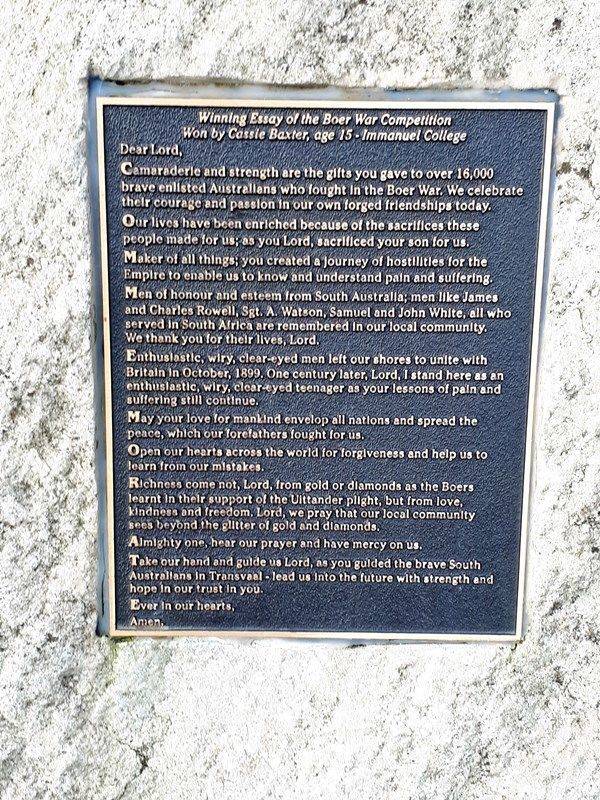 Winning Essay of the Boer War Competition
Won by Cassie Baxter, age 15 - Immanuel College
Dear Lord,
Camaraderie and strength are the gifts you gave to over 16,000
brave enlisted Australians who fought in the Boer War. We celebrate
their courage and passion in our own forged friendships today.
Our lives have been enriched because of the sacrifices these
people made for us; as you Lord, sacrificed your son for us.
Maker of all things; you created a journey of hostilities for the
Empire to enable us to know and understand pain and suffering.
Men of honour and esteem from South Australia; men like James
and Charles Rowell, Sgt. A. Watson, Samuel and John White, all who
served in South Africa are remembered in our local community.
We thank you for their lives, Lord.
Enthusiastic, wiry, clear-eyed men left our shores to unite with
Britain in October, 1899. One century later, Lord, I stand here as an
enthusiastic, wiry, clear-eyed teenager as your lessons of pain and
suffering still continue.
May your love for mankind envelop all nations and spread the
peace, which our forefathers fought for us.
Open our hearts across the world for forgiveness and help us to
learn from our mistakes.
Richness come not, Lord, from gold or diamonds as the Boers
learnt in their support of the Uittander plight, but from love,
kindness and freedom. Lord, we pray that our local community
sees beyond the glitter of gold and diamonds.
Almighty one, hear our prayer and have mercy on us.
Take our hand and guide us Lord, as you guided the brave South
Australians in Transvaal - lead us into the future with strength and
hope in our trust in you.
Ever in our hearts,
Amen.